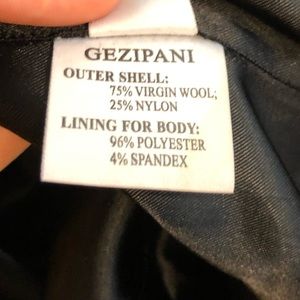 GEZIPANI
OUTER SHELL:
75% VIRGIN WOOL;
25% NYLON
LINING FOR BODY:
96% POLYESTER
4% SPANDEX